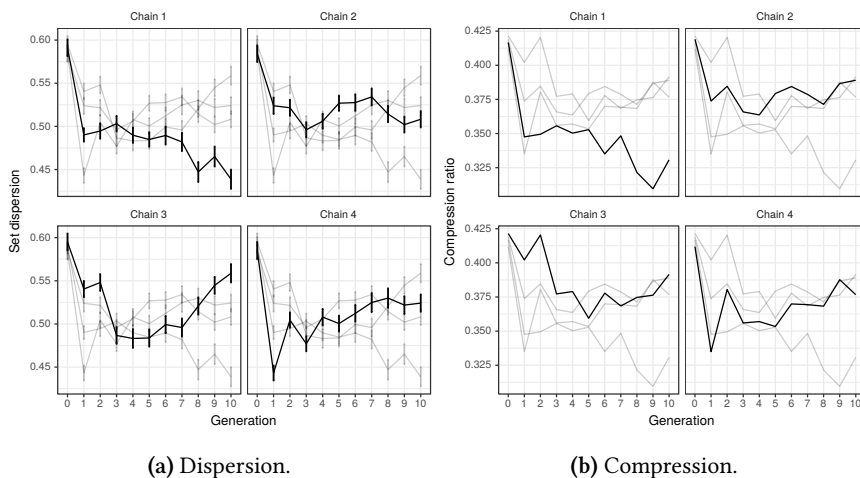 Chain 1
Chain 2
0.60
0.55
0.50
0.45
Chain 3
Chain 4
0.60
0.55
0.50
0.45
0 1 2 3 4 5 6 7 8 9 10
0 1 2 3 4 5 6 7 8 9 10
Set dispersion
Generation
(a) Dispersion.
Chain 1
Chain 2
0.425
0.400
0.375
0.350
0.325
Chain 3
Chain 4
0.425
0.400
0.375
0.350
0.325
0 1 2 3 4 5 6 7 8 9 10
0 1 2 3 4 5 6 7 8 9 10
Compression ratio
Generation
(b) Compression.